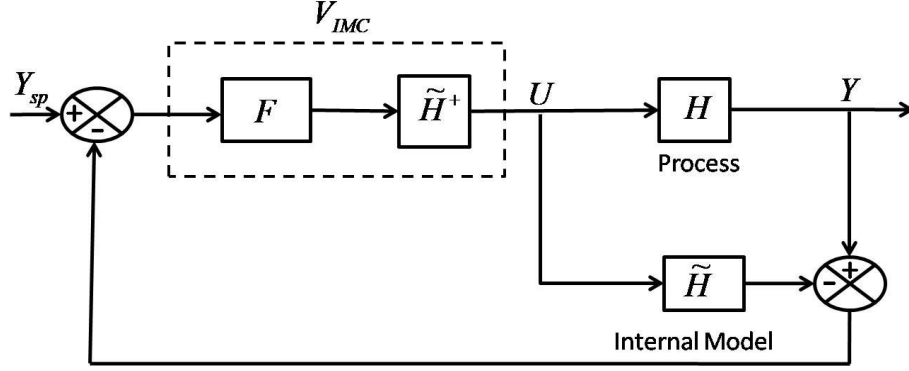 V_IMC
Y_sp
+
-
F
H̃⁺
U
H
Process
Y
H̃
Internal Model
-
+